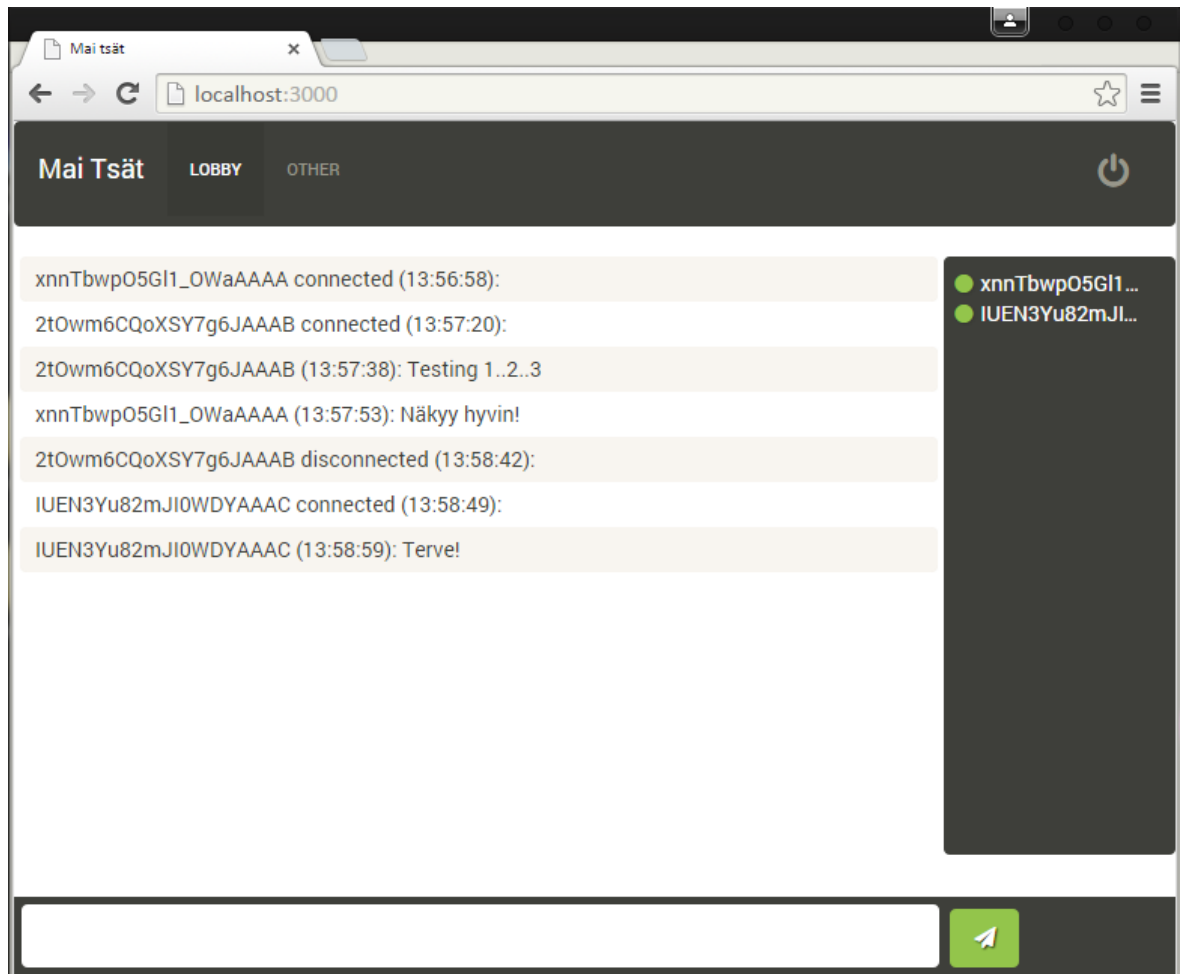 Mai tsät
localhost:3000
Mai Tsät LOBBY OTHER
xnnTbwpO5Gl1_OWaAAAA connected (13:56:58):
2tOwm6CQoXSY7g6JAAAB connected (13:57:20):
2tOwm6CQoXSY7g6JAAAB (13:57:38): Testing 1..2..3
xnnTbwpO5Gl1_OWaAAAA (13:57:53): Näkyy hyvin!
2tOwm6CQoXSY7g6JAAAB disconnected (13:58:42):
IUEN3Yu82mJI0WDYAAAC connected (13:58:49):
IUEN3Yu82mJI0WDYAAAC (13:58:59): Terve!
xnnTbwpO5Gl1...
IUEN3Yu82mJI...